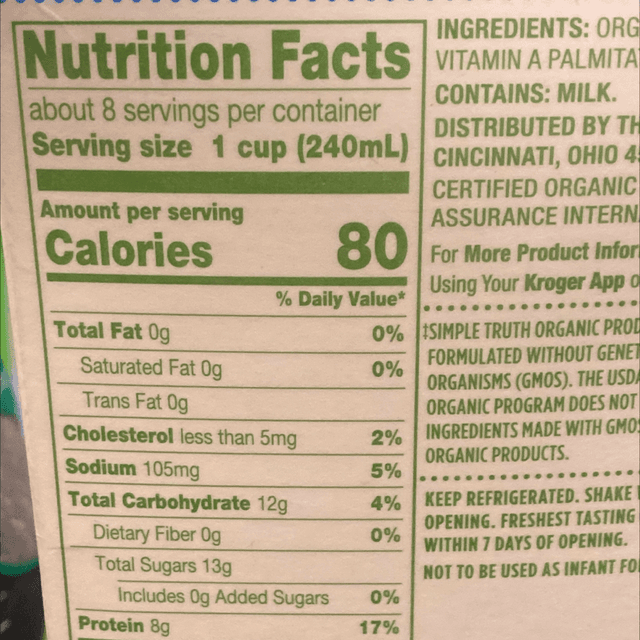 Nutrition Facts
about 8 servings per container
Serving size 1 cup (240mL)
Amount per serving
Calories 80
% Daily Value*
Total Fat 0g 0%
Saturated Fat 0g 0%
Trans Fat 0g
Cholesterol less than 5mg 2%
Sodium 105mg 5%
Total Carbohydrate 12g 4%
Dietary Fiber 0g 0%
Total Sugars 13g
Includes 0g Added Sugars 0%
Protein 8g 17%
INGREDIENTS: ORG
VITAMIN A PALMITA
CONTAINS: MILK.
DISTRIBUTED BY TH
CINCINNATI, OHIO 4
CERTIFIED ORGANIC
ASSURANCE INTERN
For More Product Infor
Using Your Kroger App o
‡SIMPLE TRUTH ORGANIC PROD
FORMULATED WITHOUT GENET
ORGANISMS (GMOS). THE USDA
ORGANIC PROGRAM DOES NOT
INGREDIENTS MADE WITH GMOS
ORGANIC PRODUCTS.
KEEP REFRIGERATED. SHAKE
OPENING. FRESHEST TASTING
WITHIN 7 DAYS OF OPENING.
NOT TO BE USED AS INFANT FO